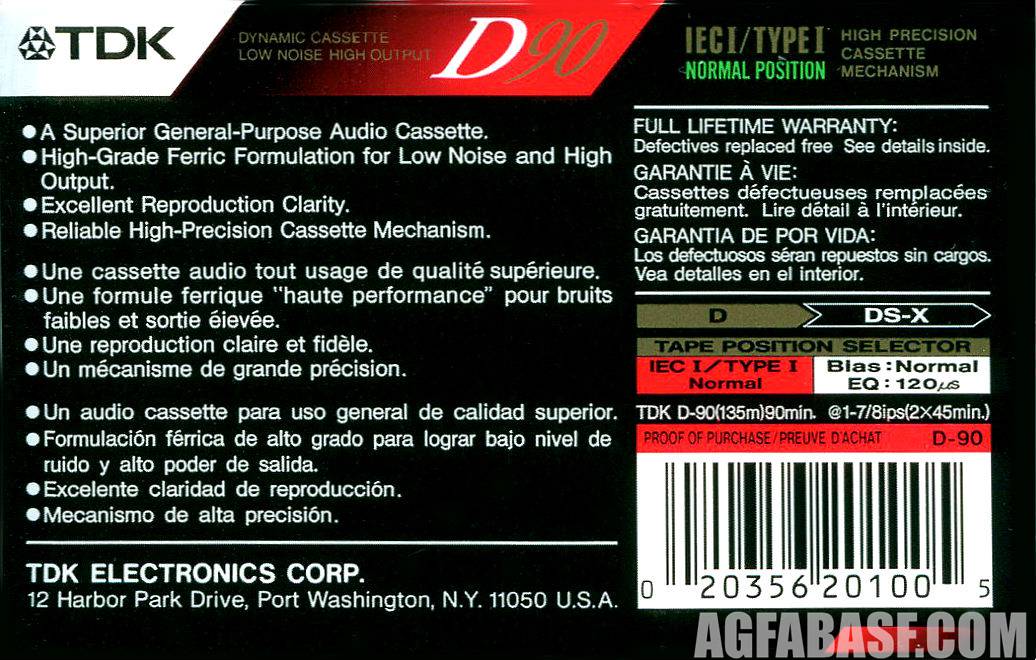 TDK
DYNAMIC CASSETTE
LOW NOISE HIGH OUTPUT
D90
IEC I / TYPE I
NORMAL POSITION
HIGH PRECISION
CASSETTE
MECHANISM
● A Superior General-Purpose Audio Cassette.
● High-Grade Ferric Formulation for Low Noise and High
Output.
● Excellent Reproduction Clarity.
● Reliable High-Precision Cassette Mechanism.
● Une cassette audio tout usage de qualité supérieure.
● Une formule ferrique "haute performance" pour bruits
faibles et sortie éievée.
● Une reproduction claire et fidèle.
● Un mécanisme de grande précision.
● Un audio cassette para uso general de calidad superior.
● Formulación férrica de alto grado para lograr bajo nivel de
ruido y alto poder de salida.
● Excelente claridad de reproducción.
● Mecanismo de alta precisión.
TDK ELECTRONICS CORP.
12 Harbor Park Drive, Port Washington, N.Y. 11050 U.S.A.
FULL LIFETIME WARRANTY:
Defectives replaced free See details inside.
GARANTIE À VIE:
Cassettes défectueuses remplacées
gratuitement. Lire détail à l'intérieur.
GARANTIA DE POR VIDA:
Los defectuosos séran repuestos sin cargos.
Vea detalles en el interior.
D DS-X
TAPE POSITION SELECTOR
IEC I / TYPE I
Normal
Bias : Normal
EQ : 120μs
TDK D-90(135m)90min. @1-7/8ips(2×45min.)
PROOF OF PURCHASE/PREUVE D'ACHAT D-90
0 20356 20100 5
AGFABASF.COM